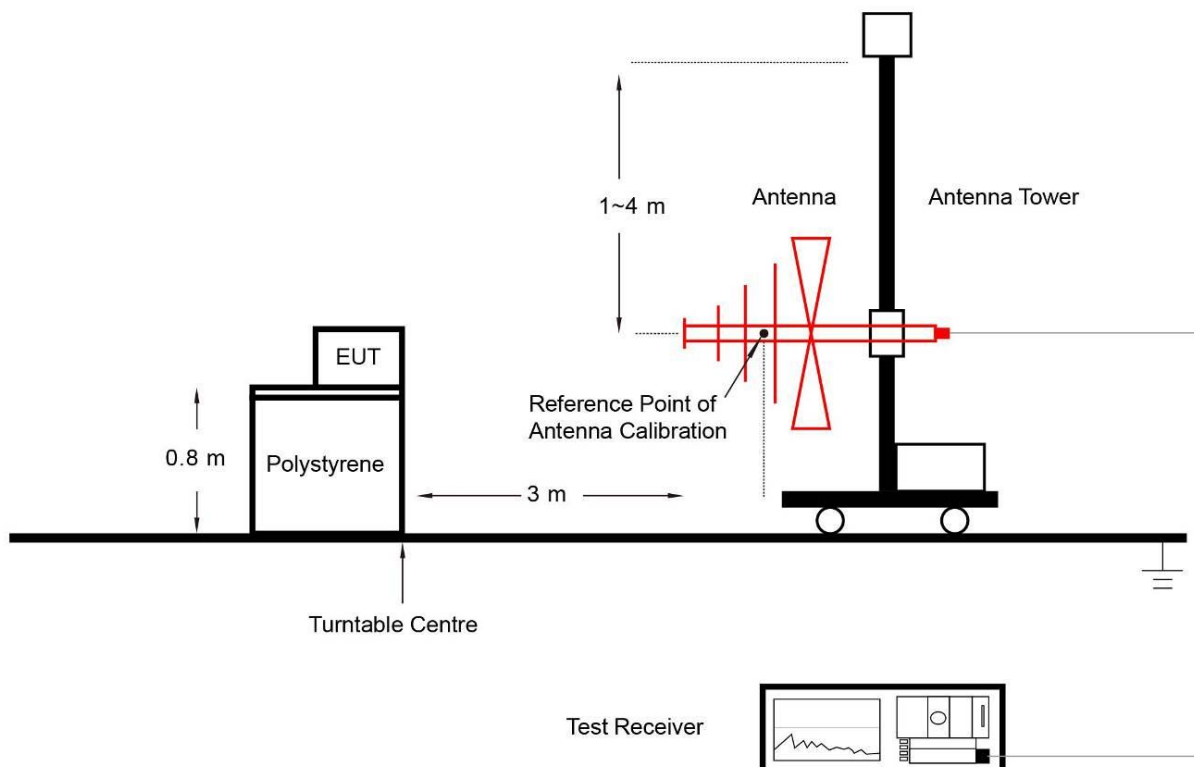 1~4 m
Antenna
Antenna Tower
EUT
Reference Point of
Antenna Calibration
0.8 m
Polystyrene
3 m
Turntable Centre
Test Receiver